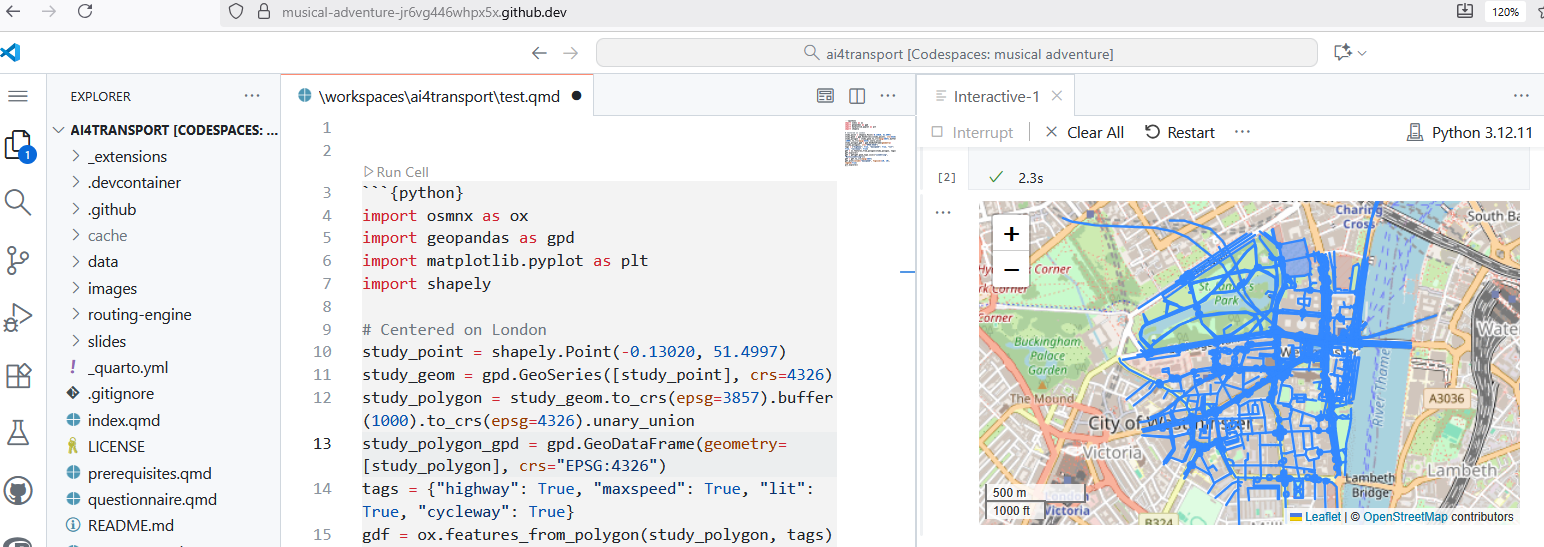 musical-adventure-jr6vg446whpx5x.github.dev
120%
ai4transport [Codespaces: musical adventure]
EXPLORER
AI4TRANSPORT [CODESPACES: ...
_extensions
.devcontainer
.github
cache
data
images
routing-engine
slides
_quarto.yml
.gitignore
index.qmd
LICENSE
prerequisites.qmd
questionnaire.qmd
README.md
1
\workspaces\ai4transport\test.qmd
1
2
Run Cell
3 ```{python}
4 import osmnx as ox
5 import geopandas as gpd
6 import matplotlib.pyplot as plt
7 import shapely
8
9 # Centered on London
10 study_point = shapely.Point(-0.13020, 51.4997)
11 study_geom = gpd.GeoSeries([study_point], crs=4326)
12 study_polygon = study_geom.to_crs(epsg=3857).buffer
(1000).to_crs(epsg=4326).unary_union
13 study_polygon_gpd = gpd.GeoDataFrame(geometry=
[study_polygon], crs="EPSG:4326")
14 tags = {"highway": True, "maxspeed": True, "lit":
True, "cycleway": True}
15 gdf = ox.features_from_polygon(study_polygon, tags)
Interactive-1
Interrupt
Clear All
Restart
Python 3.12.11
[2]
2.3s
+
−
Charing
Cross
South Ba
Corner
Corner
Park
Buckingham
Palace
Garden
The Mound
City of
Victoria
River Thame
A3036
Lambeth
Lambeth
Bridge
Victoria
B324
500 m
1000 ft
Leaflet | © OpenStreetMap contributors